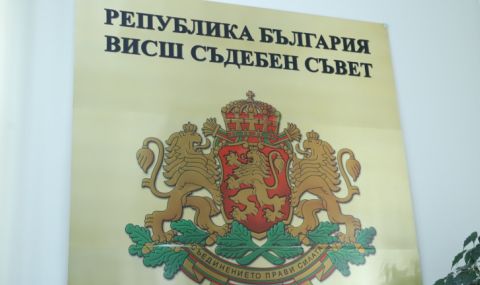 РЕПУБЛИКА БЪЛГАРИЯ
ВИСШ СЪДЕБЕН СЪВЕТ
СЪЕДИНЕНИЕТО ПРАВИ СИЛАТА